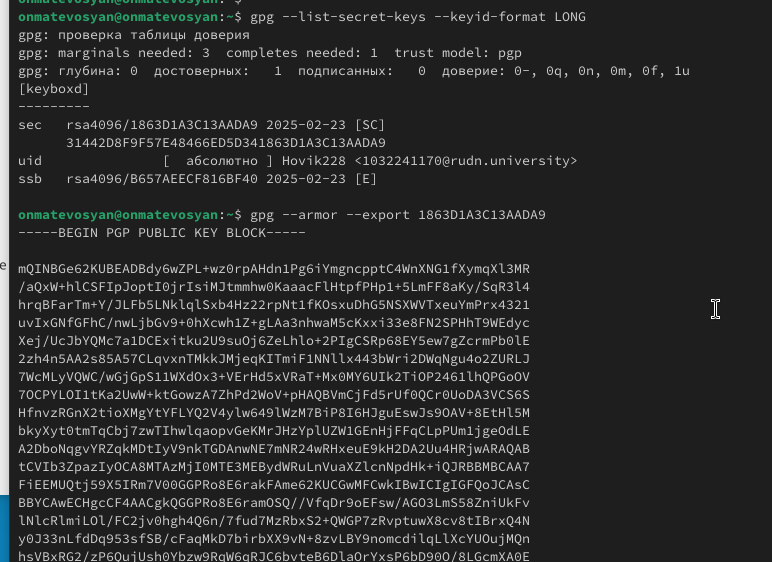 onmatevosyan@onmatevosyan:~$ gpg --list-secret-keys --keyid-format LONG
gpg: проверка таблицы доверия
gpg: marginals needed: 3  completes needed: 1  trust model: pgp
gpg: глубина: 0  достоверных:   1  подписанных:   0  доверие: 0-, 0q, 0n, 0m, 0f, 1u
[keyboxd]
---------
sec   rsa4096/1863D1A3C13AADA9 2025-02-23 [SC]
      31442D8F9F57E48466ED5D341863D1A3C13AADA9
uid                 [  абсолютно ] Hovik228 <1032241170@rudn.university>
ssb   rsa4096/B657AEECF816BF40 2025-02-23 [E]
onmatevosyan@onmatevosyan:~$ gpg --armor --export 1863D1A3C13AADA9
-----BEGIN PGP PUBLIC KEY BLOCK-----
mQINBGe62KUBEADBdy6wZPL+wz0rpAHdn1Pg6iYmgncpptC4WnXNG1fXymqXl3MR
/aQxW+hlCSFIpJoptI0jrIsiMJtmmhw0KaaacFlHtpfPHp1+5LmFF8aKy/SqR3l4
hrqBFarTm+Y/JLFb5LNklqlSxb4Hz22rpNt1fKOsxuDhG5NSXWVTxeuYmPrx4321
uvIxGNfGFhC/nwLjbGv9+0hXcwh1Z+gLAa3nhwaM5cKxxi33e8FN2SPHhT9WEdyc
Xej/UcJbYQMc7a1DCExitku2U9suOj6ZeLhlo+2PIgCSRp68EY5ew7gZcrmPb0lE
2zh4n5AA2s85A57CLqvxnTMkkJMjeqKITmiF1NNllx443bWri2DWqNgu4o2ZURLJ
7WcMLyVQWC/wGjGpS11WXdOx3+VErHd5xVRaT+Mx0MY6UIk2TiOP2461lhQPGoOV
7OCPYLOI1tKa2UwW+ktGowzA7ZhPd2WoV+pHAQBVmCjFd5rUf0QCr0UoDA3VCS6S
HfnvzRGnX2tioXMgYtYFLYQ2V4ylw649lWzM7BiP8I6HJguEswJs9OAV+8EtHl5M
bkyXyt0tmTqCbj7zwTIhwlqaopvGeKMrJHzYplUZW1GEnHjFFqCLpPUm1jgeOdLE
A2DboNqgvYRZqkMDtIyV9nkTGDAnwNE7mNR24wRHxeuE9kH2DA2Uu4HRjwARAQAB
tCVIb3ZpazIyOCA8MTAzMjI0MTE3MEBydWRuLnVuaXZlcnNpdHk+iQJRBBMBCAA7
FiEEMUQtj59X5IRm7V00GGPRo8E6rakFAme62KUCGwMFCwkIBwICIgIGFQoJCAsC
BBYCAwECHgcCF4AACgkQGGPRo8E6ramOSQ//VfqDr9oEFsw/AGO3LmS58ZniUkFv
lNlcRlmiLOl/FC2jv0hgh4Q6n/7fud7MzRbxS2+QWGP7zRvptuwX8cv8tIBrxQ4N
y0J33nLfdDq953sfSB/cFaqMkD7birbXX9vN+8zvLBY9nomcdilqLlXcYUOujMQn
hsVBxRG2/zP6QujUsh0Ybzw9RqW6qRJC6bvteB6DlaOrYxsP6bD90O/8LGcmXA0E